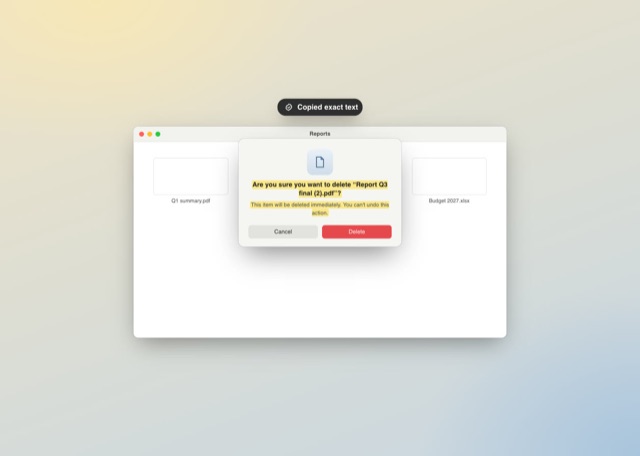 Copied exact text
Reports
Are you sure you want to delete “Report Q3
final (2).pdf”?
This item will be deleted immediately. You can't undo this
action.
Cancel
Delete
Q1 summary.pdf
Budget 2027.xlsx